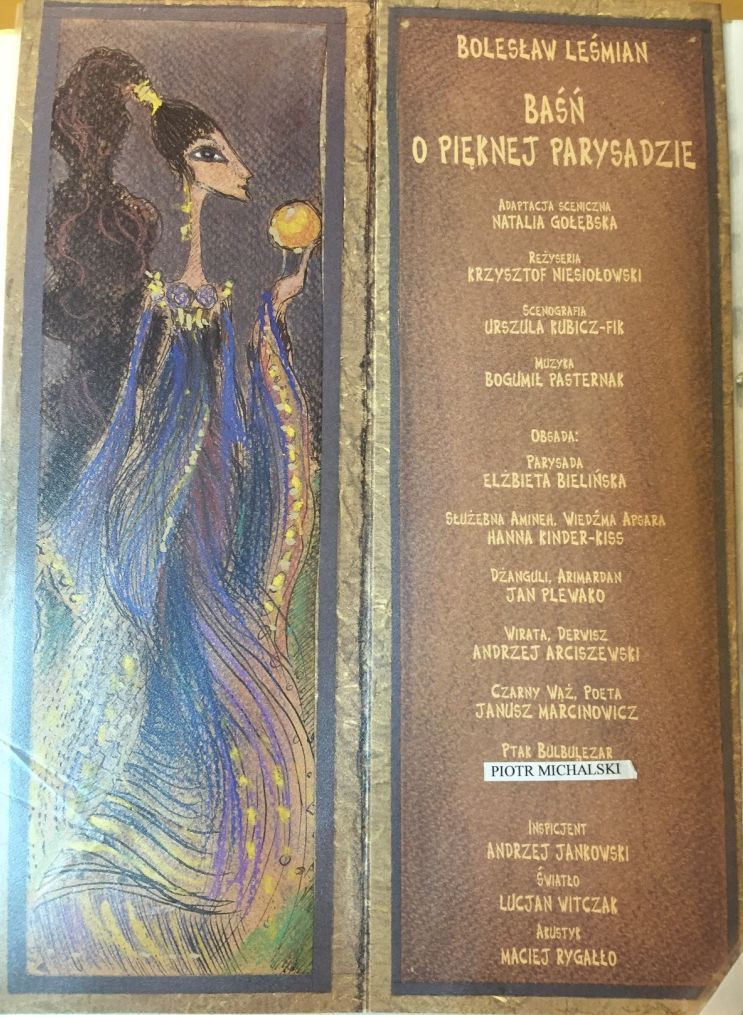 BOLESŁAW LEŚMIAN
BAŚŃ
O PIĘKNEJ PARYSADZIE
ADAPTACJA SCENICZNA
NATALIA GOŁĘBSKA
REŻYSERIA
KRZYSZTOF NIESIOŁOWSKI
SCENOGRAFIA
URSZULA KUBICZ-FIK
MUZYKA
BOGUMIŁ PASTERNAK
OBSADA:
PARYSADA
ELŻBIETA BIELIŃSKA
SŁUŻEBNA AMINEH, WIEDŹMA APSARA
HANNA KINDER-KISS
DŻANGULI, ARIMARDAN
JAN PLEWAKO
WIRATA, DERWISZ
ANDRZEJ ARCISZEWSKI
CZARNY WĄŻ, POETA
JANUSZ MARCINOWICZ
PTAK BULBULĘZAR
PIOTR MICHALSKI
INSPICJENT
ANDRZEJ JANKOWSKI
ŚWIATŁO
LUCJAN WITCZAK
AKUSTYK
MACIEJ RYGAŁŁO